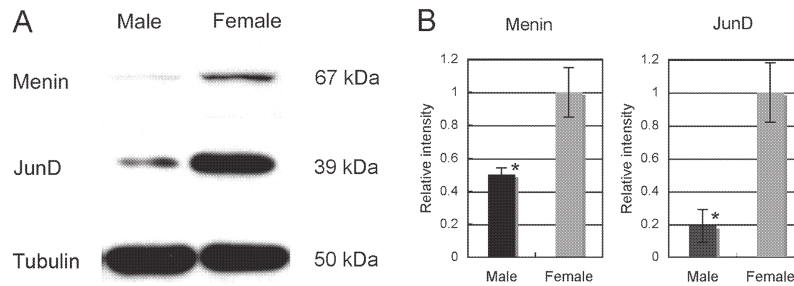 A
Male Female
Menin 67 kDa
JunD 39 kDa
Tubulin 50 kDa
B
Menin
Relative intensity
1.2
1
0.8
0.6
0.4
0.2
0
*
Male Female
JunD
Relative intensity
1.2
1
0.8
0.6
0.4
0.2
0
*
Male Female